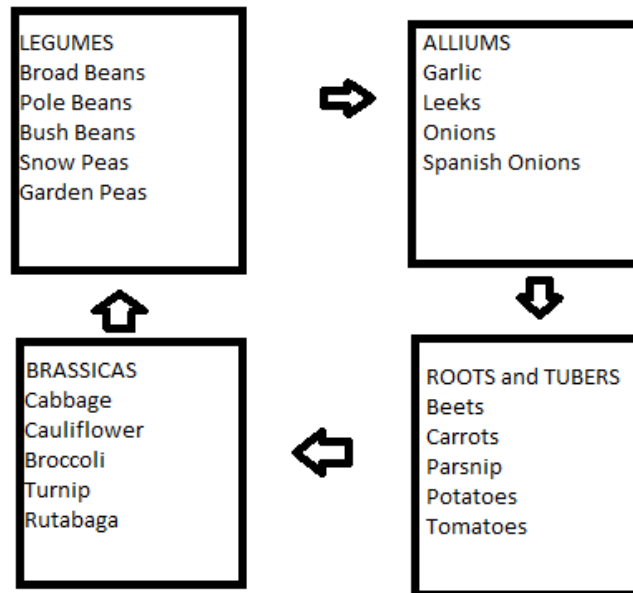 LEGUMES
Broad Beans
Pole Beans
Bush Beans
Snow Peas
Garden Peas
ALLIUMS
Garlic
Leeks
Onions
Spanish Onions
BRASSICAS
Cabbage
Cauliflower
Broccoli
Turnip
Rutabaga
ROOTS and TUBERS
Beets
Carrots
Parsnip
Potatoes
Tomatoes